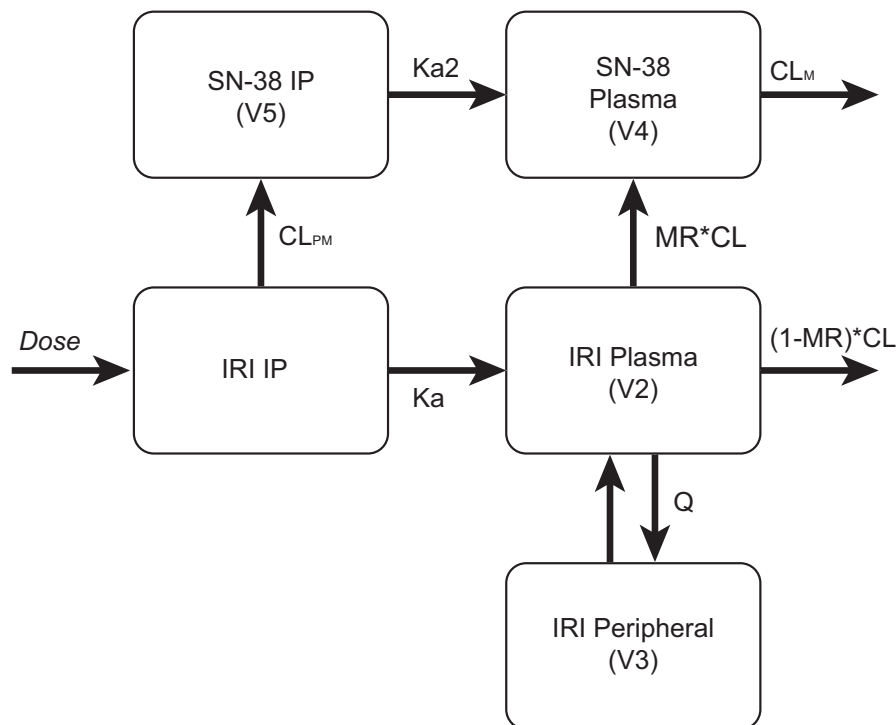 SN-38 IP
(V5)
Ka2
SN-38
Plasma
(V4)
CLM
CLPM
MR*CL
Dose
IRI IP
Ka
IRI Plasma
(V2)
(1-MR)*CL
Q
IRI Peripheral
(V3)